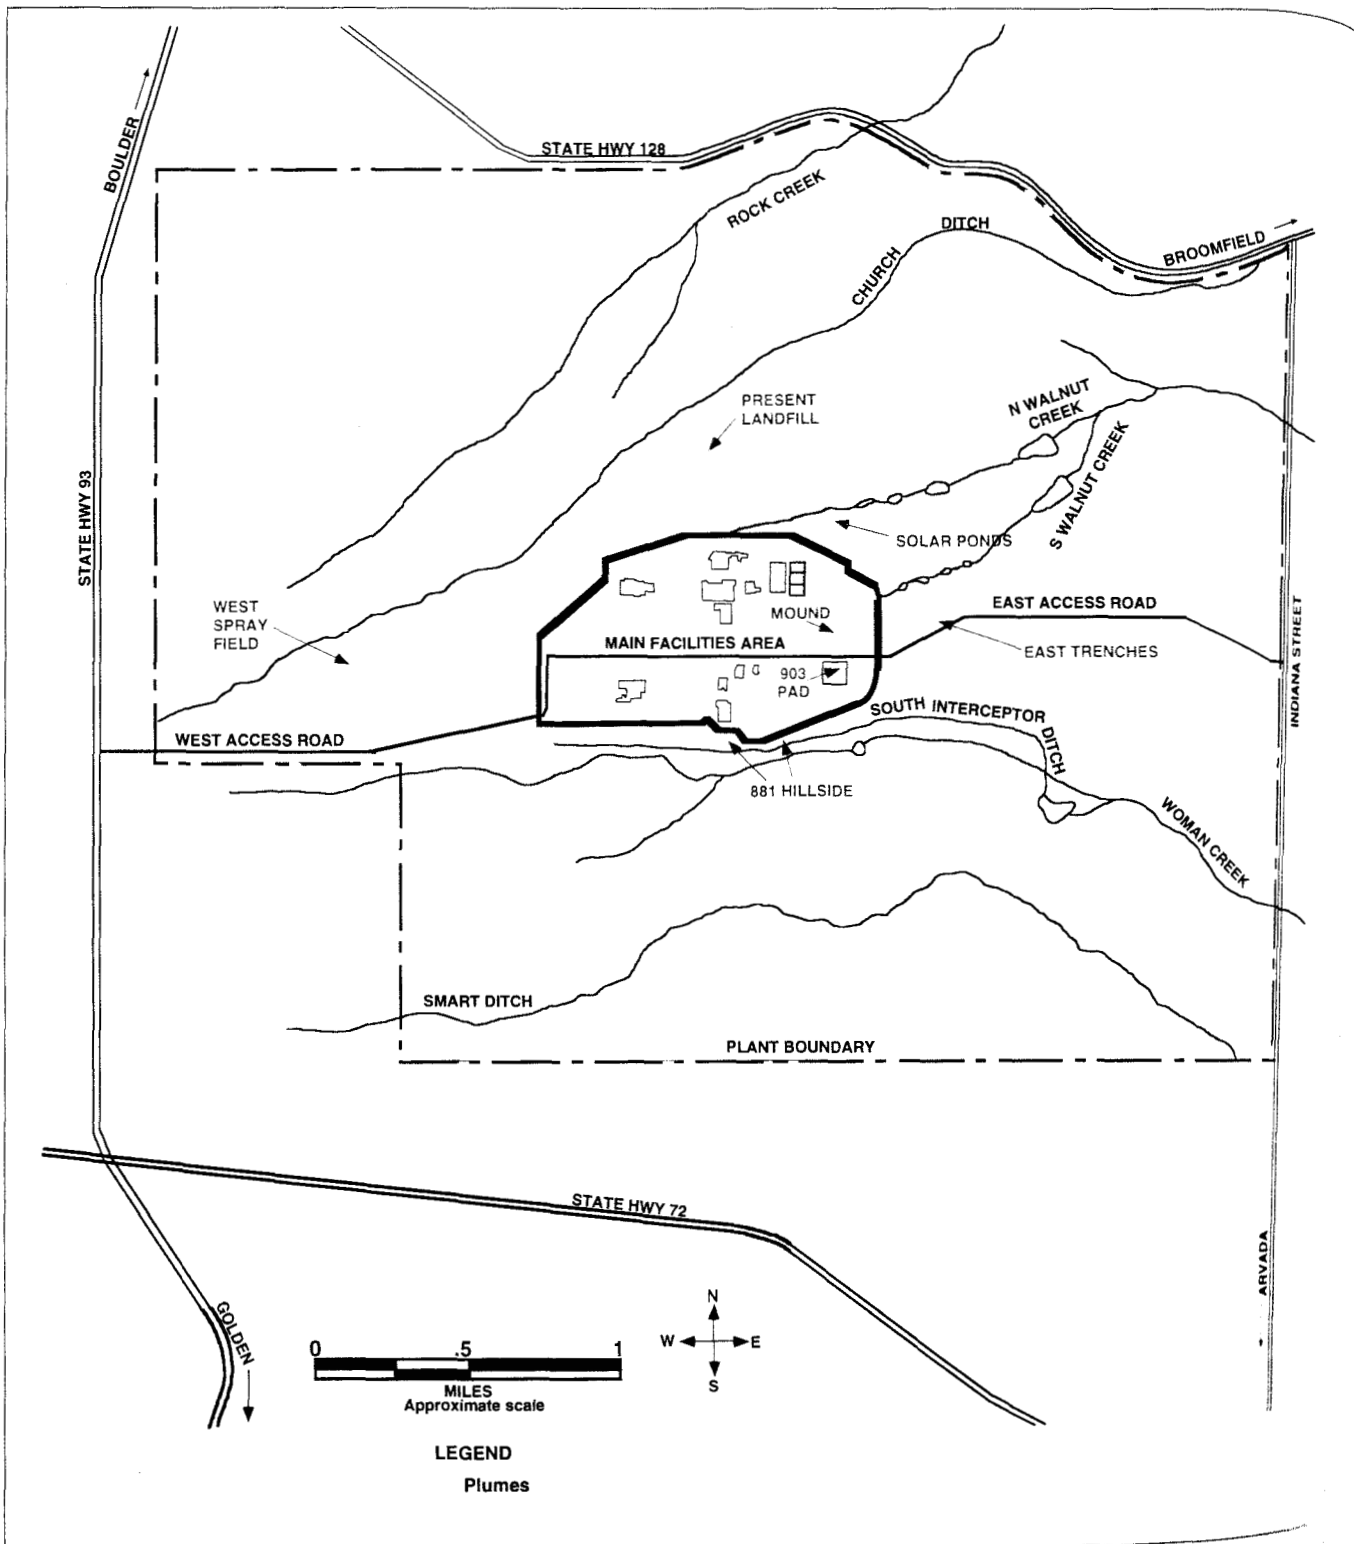 BOULDER
STATE HWY 128
ROCK CREEK
CHURCH
DITCH
BROOMFIELD
PRESENT
LANDFILL
N WALNUT
CREEK
S WALNUT CREEK
STATE HWY 93
SOLAR PONDS
WEST
SPRAY
FIELD
MOUND
EAST ACCESS ROAD
MAIN FACILITIES AREA
EAST TRENCHES
INDIANA STREET
903
PAD
SOUTH INTERCEPTOR
DITCH
WEST ACCESS ROAD
881 HILLSIDE
WOMAN CREEK
SMART DITCH
PLANT BOUNDARY
STATE HWY 72
ARVADA
GOLDEN
N
W E
S
0 .5 1
MILES
Approximate scale
LEGEND
Plumes